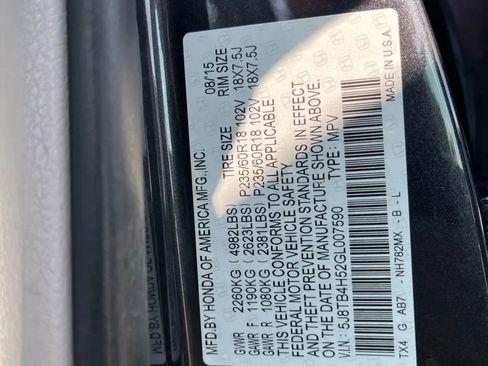 MFD.BY HONDA OF AMERICA MFG.,INC. 08/15
TIRE SIZE RIM SIZE
GVWR 2260KG (4982LBS)
GAWR F 1190KG (2623LBS) P235/60R18 102V 18X7.5J
GAWR R 1080KG (2381LBS) P235/60R18 102V 18X7.5J
THIS VEHICLE CONFORMS TO ALL APPLICABLE
FEDERAL MOTOR VEHICLE SAFETY
AND THEFT PREVENTION STANDARDS IN EFFECT
ON THE DATE OF MANUFACTURE SHOWN ABOVE.
V.I.N.: 5J8TB4H52GL007590 TYPE: MPV
TX4 G AB7 - NH782MX - B - L MADE IN U.S.A.